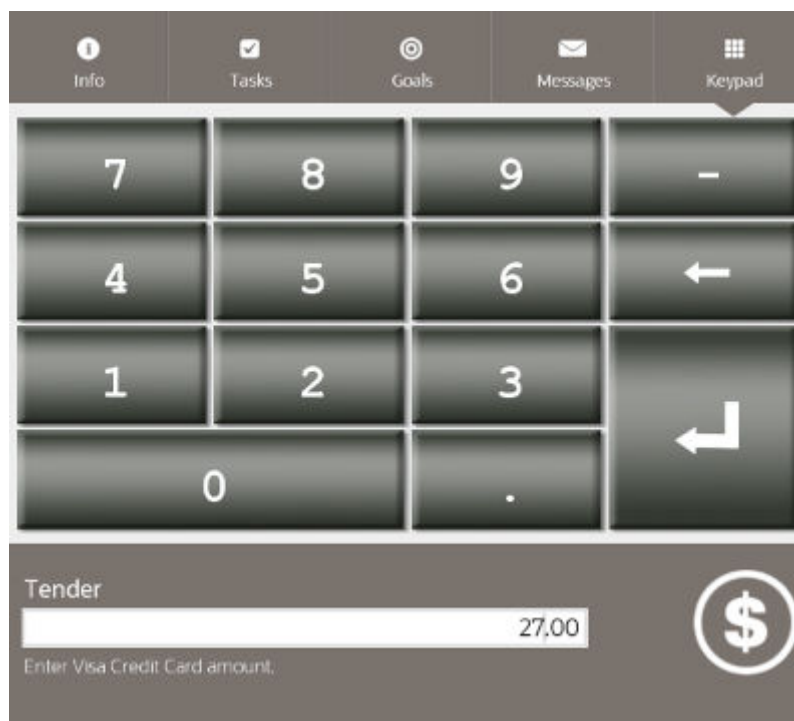 Info Tasks Goals Messages Keypad
7 8 9 -
4 5 6 ←
1 2 3
0 .
Tender
27.00
Enter Visa Credit Card amount.
$